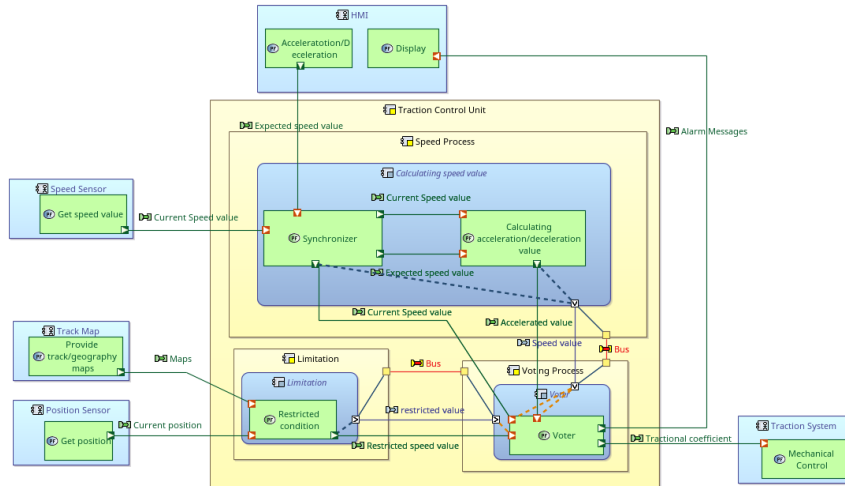 HMI
Acceleratotion/D
eceleration
Display
Traction Control Unit
Expected speed value
Alarm Messages
Speed Process
Calculatiing speed value
Speed Sensor
Get speed value
Current Speed value
Current Speed value
Synchronizer
Calculating
acceleration/deceleration
value
Expected speed value
Current Speed value
Accelerated value
Speed value
Bus
Track Map
Provide
track/geography
maps
Maps
Limitation
Bus
Voting Process
Limitation
Voter
Position Sensor
Get position
Current position
Restricted
condition
restricted value
Voter
Restricted speed value
Tractional coefficient
Traction System
Mechanical
Control